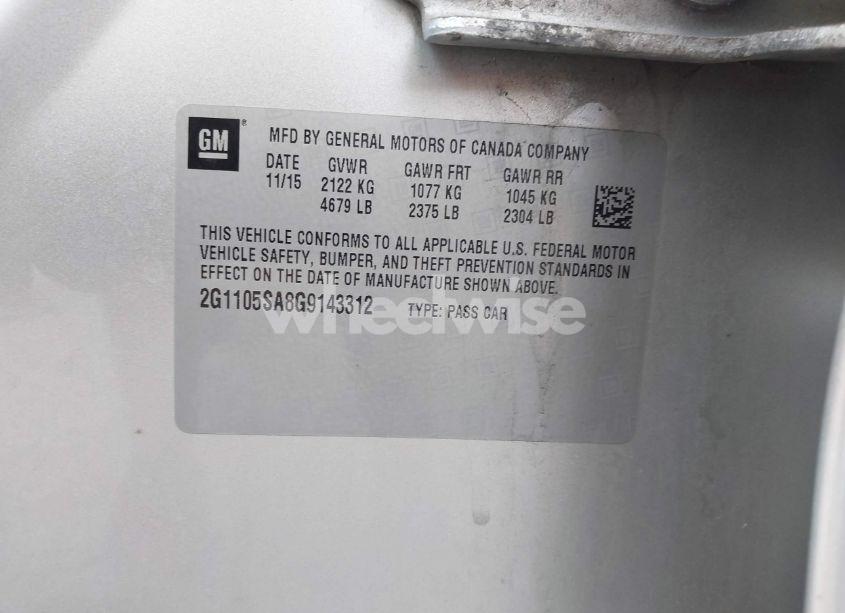 GM ® MFD BY GENERAL MOTORS OF CANADA COMPANY
DATE GVWR GAWR FRT GAWR RR
11/15 2122 KG 1077 KG 1045 KG
4679 LB 2375 LB 2304 LB
THIS VEHICLE CONFORMS TO ALL APPLICABLE U.S. FEDERAL MOTOR
VEHICLE SAFETY, BUMPER, AND THEFT PREVENTION STANDARDS IN
EFFECT ON THE DATE OF MANUFACTURE SHOWN ABOVE.
2G1105SA8G9143312 TYPE: PASS CAR
wheelwise